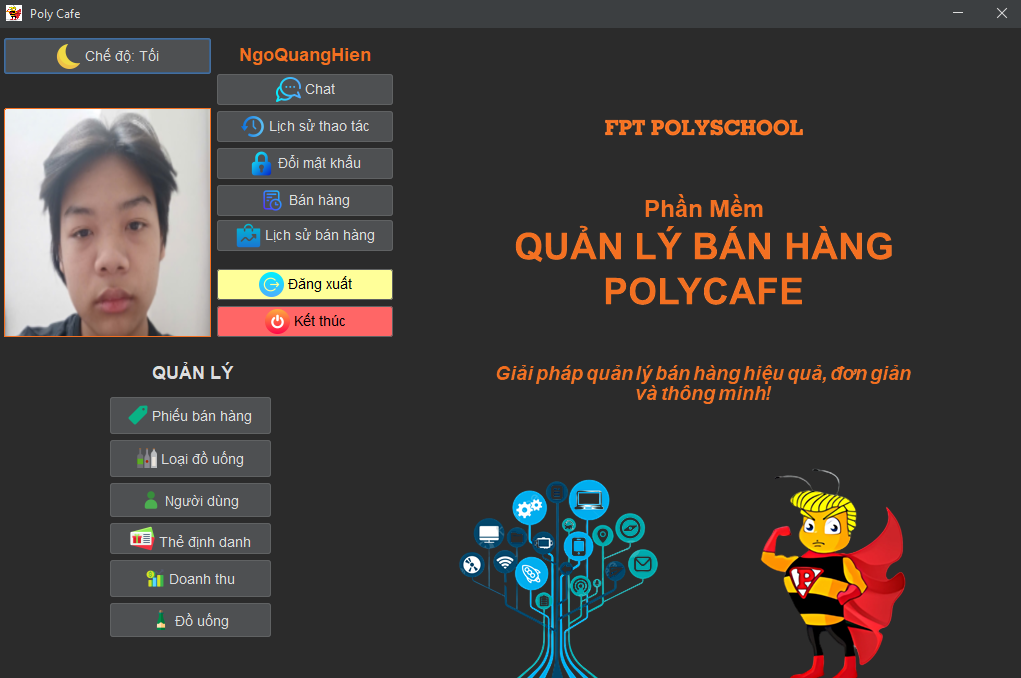 Poly Cafe
Chế độ: Tối
NgoQuangHien
Chat
Lịch sử thao tác
Đổi mật khẩu
Bán hàng
Lịch sử bán hàng
Đăng xuất
Kết thúc
QUẢN LÝ
Phiếu bán hàng
Loại đồ uống
Người dùng
Thẻ định danh
Doanh thu
Đồ uống
FPT POLYSCHOOL
Phần Mềm
QUẢN LÝ BÁN HÀNG
POLYCAFE
Giải pháp quản lý bán hàng hiệu quả, đơn giản
và thông minh!
P